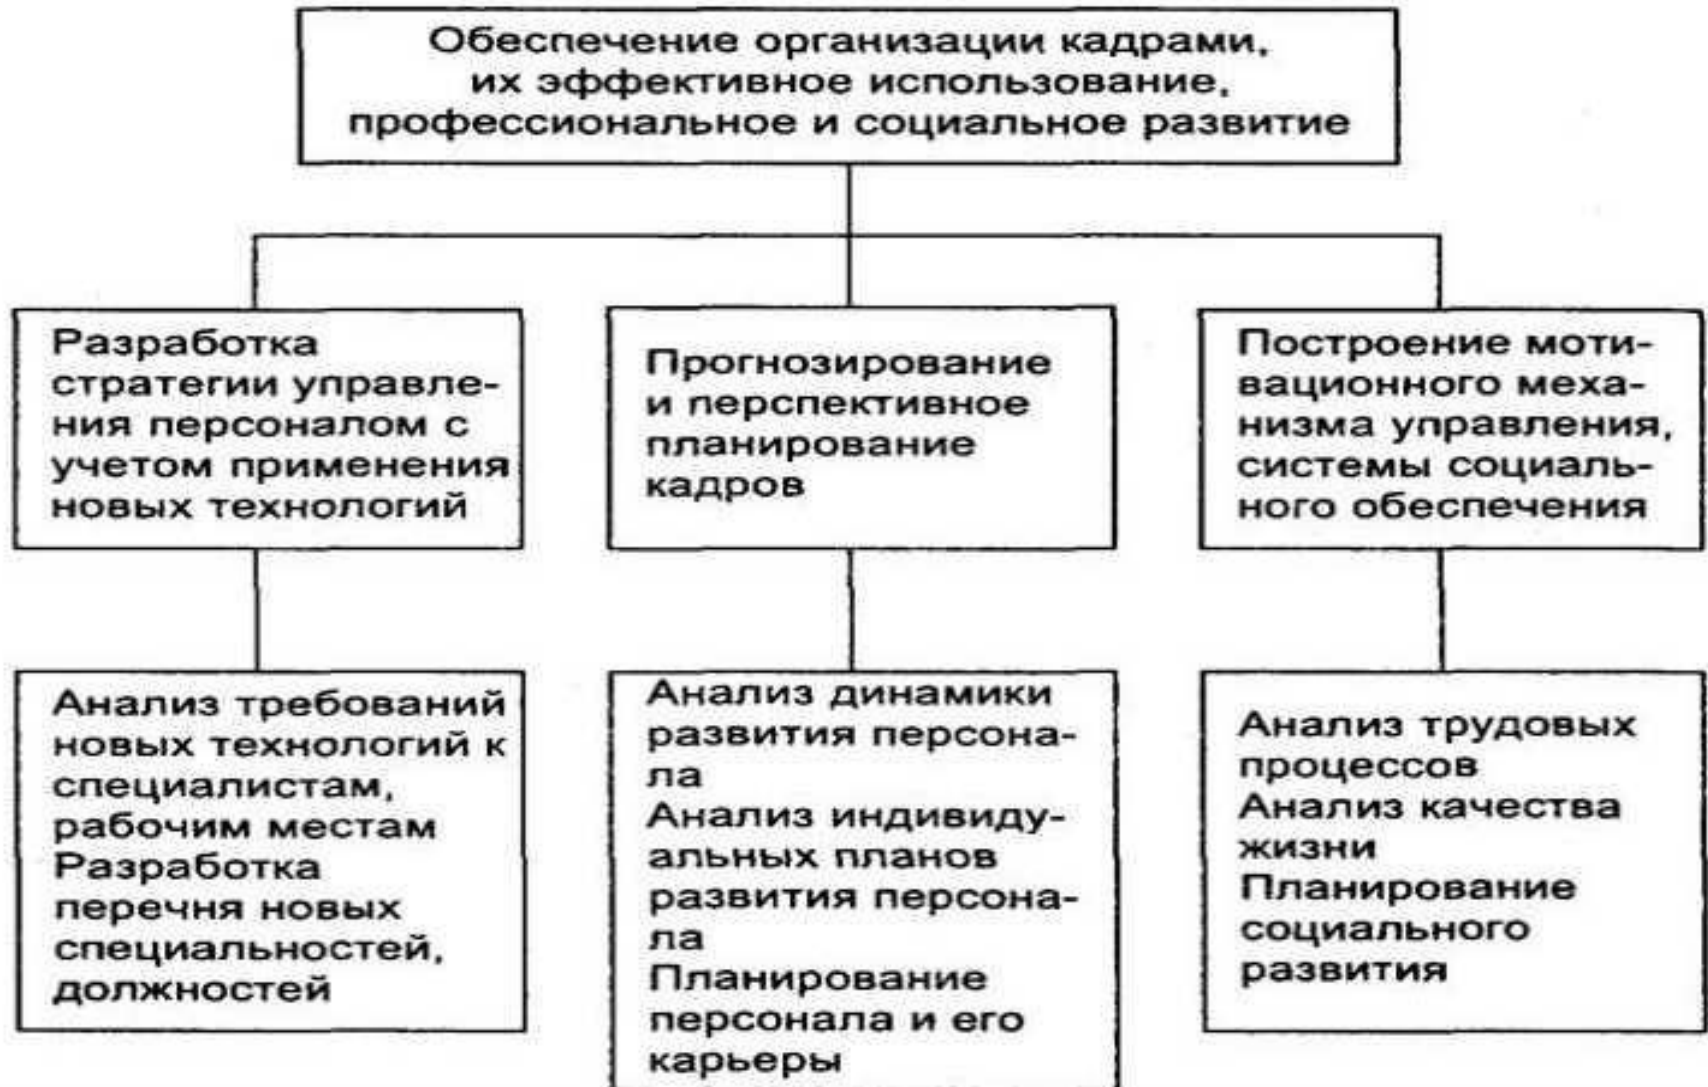 Обеспечение организации кадрами,
их эффективное использование,
профессиональное и социальное развитие
Разработка
стратегии управле-
ния персоналом с
учетом применения
новых технологий
Прогнозирование
и перспективное
планирование
кадров
Построение моти-
вационного меха-
низма управления,
системы социаль-
ного обеспечения
Анализ требований
новых технологий к
специалистам,
рабочим местам
Разработка
перечня новых
специальностей,
должностей
Анализ динамики
развития персона-
ла
Анализ индивиду-
альных планов
развития персона-
ла
Планирование
персонала и его
карьеры
Анализ трудовых
процессов
Анализ качества
жизни
Планирование
социального
развития